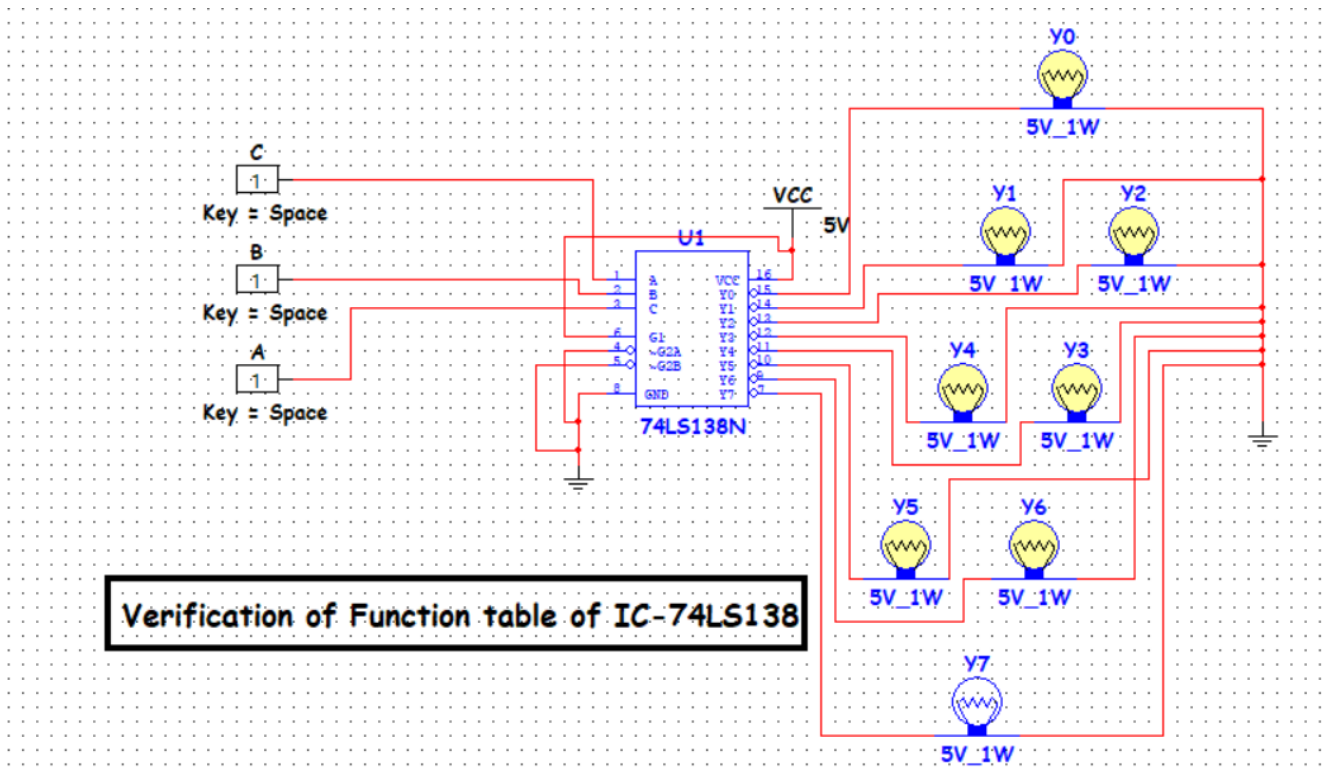 Y0
5V_1W
C
1
Key = Space
VCC
5V
Y1
Y2
U1
B
1
Key = Space
5V_1W
5V_1W
1
A
VCC
16
2
B
Y0
15
3
C
Y1
14
Y2
13
6
G1
Y3
12
4
~G2A
Y4
11
5
~G2B
Y5
10
Y6
9
8
GND
Y7
7
74LS138N
A
1
Key = Space
Y4
Y3
5V_1W
5V_1W
Y5
Y6
5V_1W
5V_1W
Verification of Function table of IC-74LS138
Y7
5V_1W